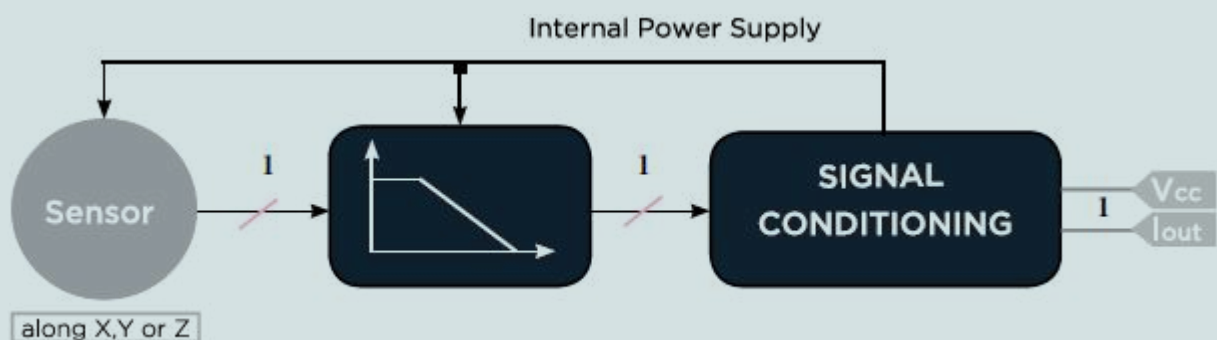 Internal Power Supply
1
1
SIGNAL
CONDITIONING
Sensor
Vcc
1
Iout
along X,Y or Z